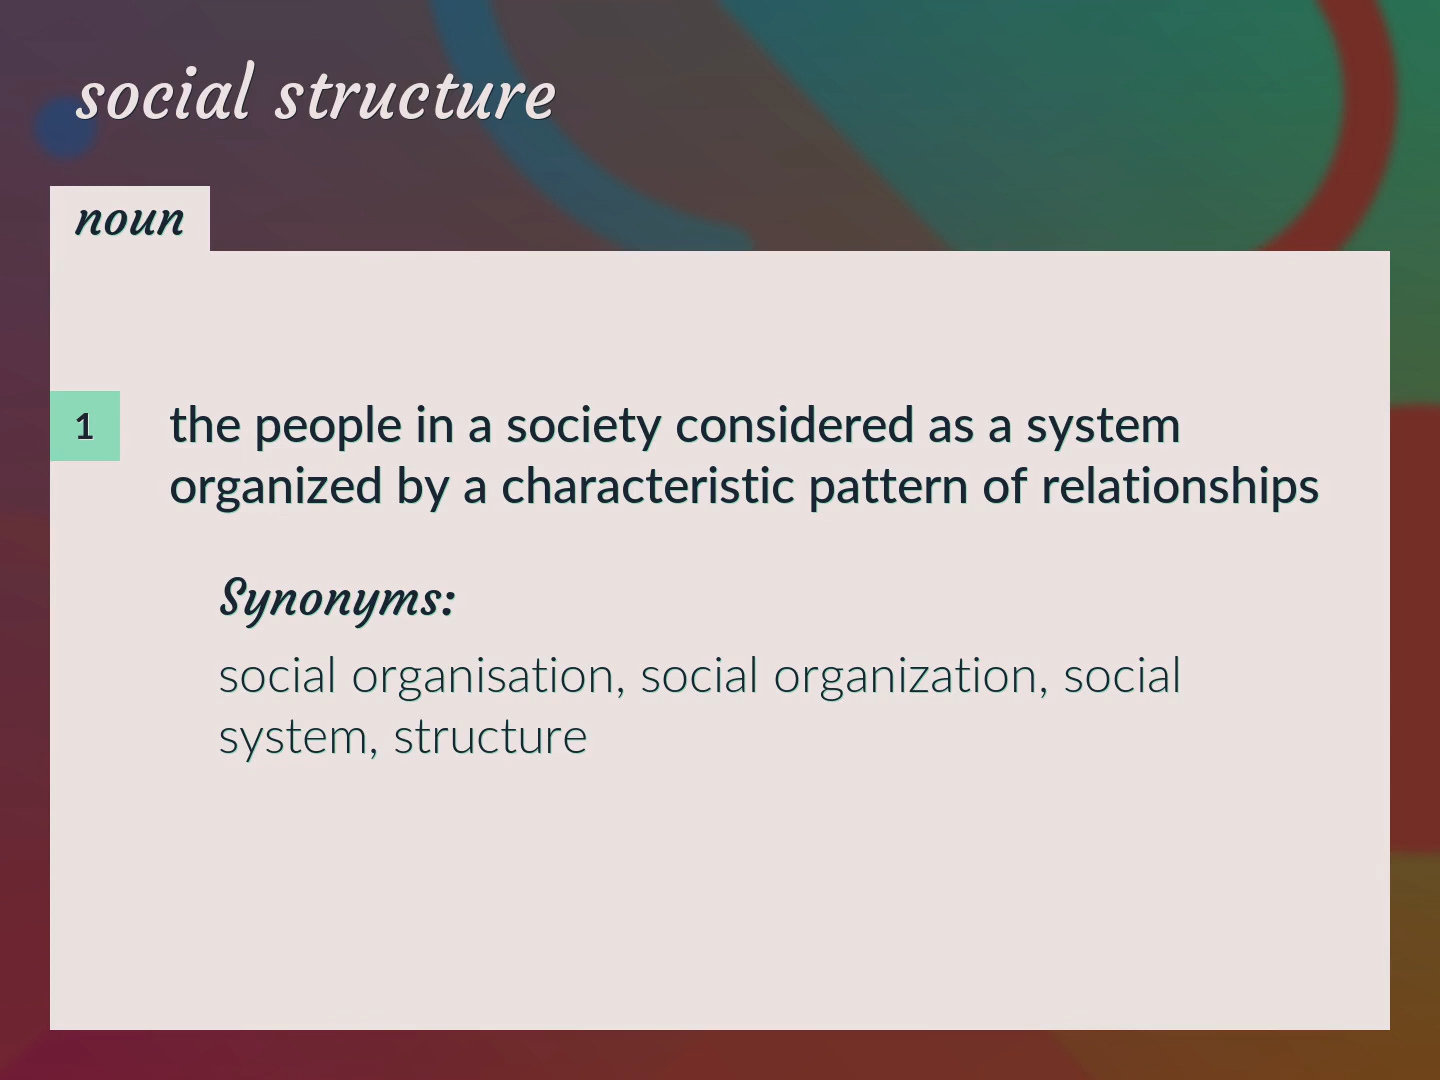 social structure
noun
1
the people in a society considered as a system
organized by a characteristic pattern of relationships
Synonyms:
social organisation, social organization, social
system, structure